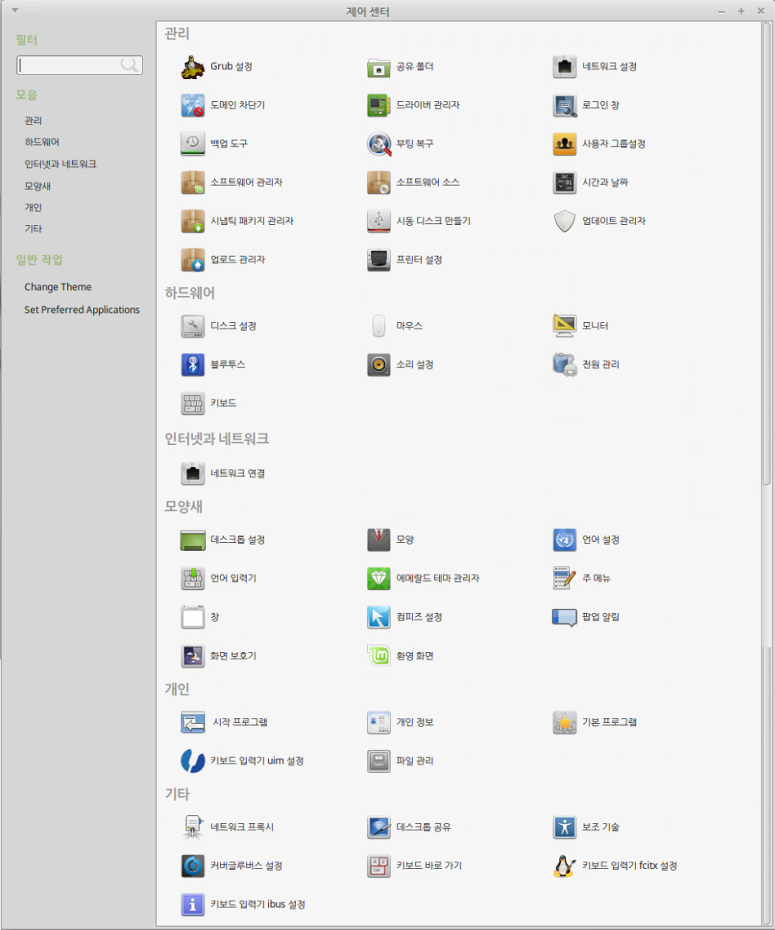 제어 센터
필터
모음
관리
하드웨어
인터넷과 네트워크
모양새
개인
기타
일반 작업
Change Theme
Set Preferred Applications
관리
Grub 설정 공유 폴더 네트워크 설정
도메인 차단기 드라이버 관리자 로그인 창
백업 도구 부팅 복구 사용자 그룹설정
소프트웨어 관리자 소프트웨어 소스 시간과 날짜
시냅틱 패키지 관리자 시동 디스크 만들기 업데이트 관리자
업로드 관리자 프린터 설정
하드웨어
디스크 설정 마우스 모니터
블루투스 소리 설정 전원 관리
키보드
인터넷과 네트워크
네트워크 연결
모양새
데스크톱 설정 모양 언어 설정
언어 입력기 에메랄드 테마 관리자 주 메뉴
창 컴피즈 설정 팝업 알림
화면 보호기 환영 화면
개인
시작 프로그램 개인 정보 기본 프로그램
키보드 입력기 uim 설정 파일 관리
기타
네트워크 프록시 데스크톱 공유 보조 기술
커버글루버스 설정 키보드 바로 가기 키보드 입력기 fcitx 설정
키보드 입력기 ibus 설정